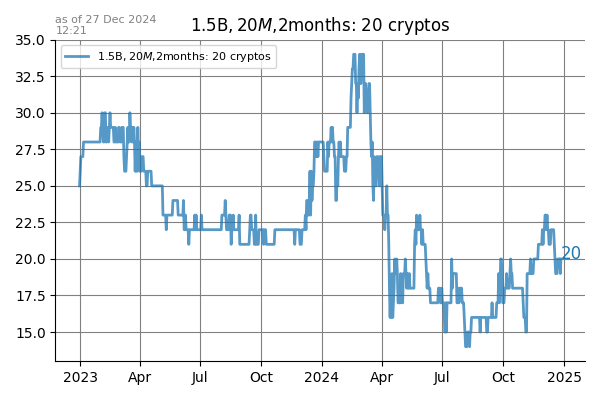 as of 27 Dec 2024
12:21
1.5B, 20M,2months: 20 cryptos
1.5B, 20M,2months: 20 cryptos
35.0
32.5
30.0
27.5
25.0
22.5
20.0
17.5
15.0
20
2023 Apr Jul Oct 2024 Apr Jul Oct 2025